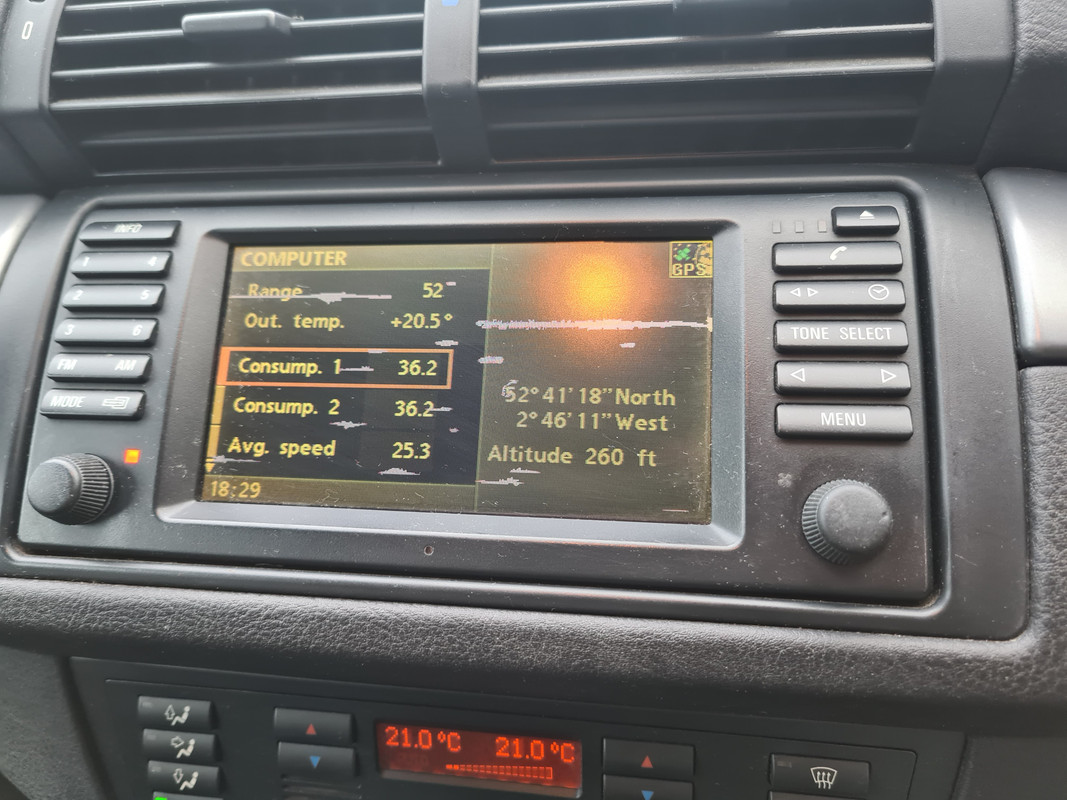 INFO
1 4
2 5
3 6
FM AM
MODE
COMPUTER
Range 52
Out. temp. +20.5°
Consump. 1 36.2
Consump. 2 36.2
Avg. speed 25.3
18:29
GPS
52° 41' 18" North
2° 46' 11" West
Altitude 260 ft
TONE SELECT
MENU
21.0°C 21.0°C
0